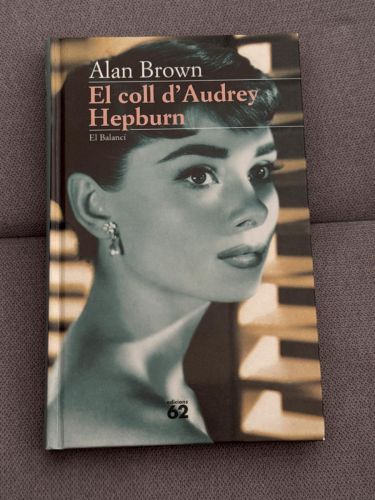 Alan Brown
El coll d'Audrey
Hepburn
El Balancí
edicions
62